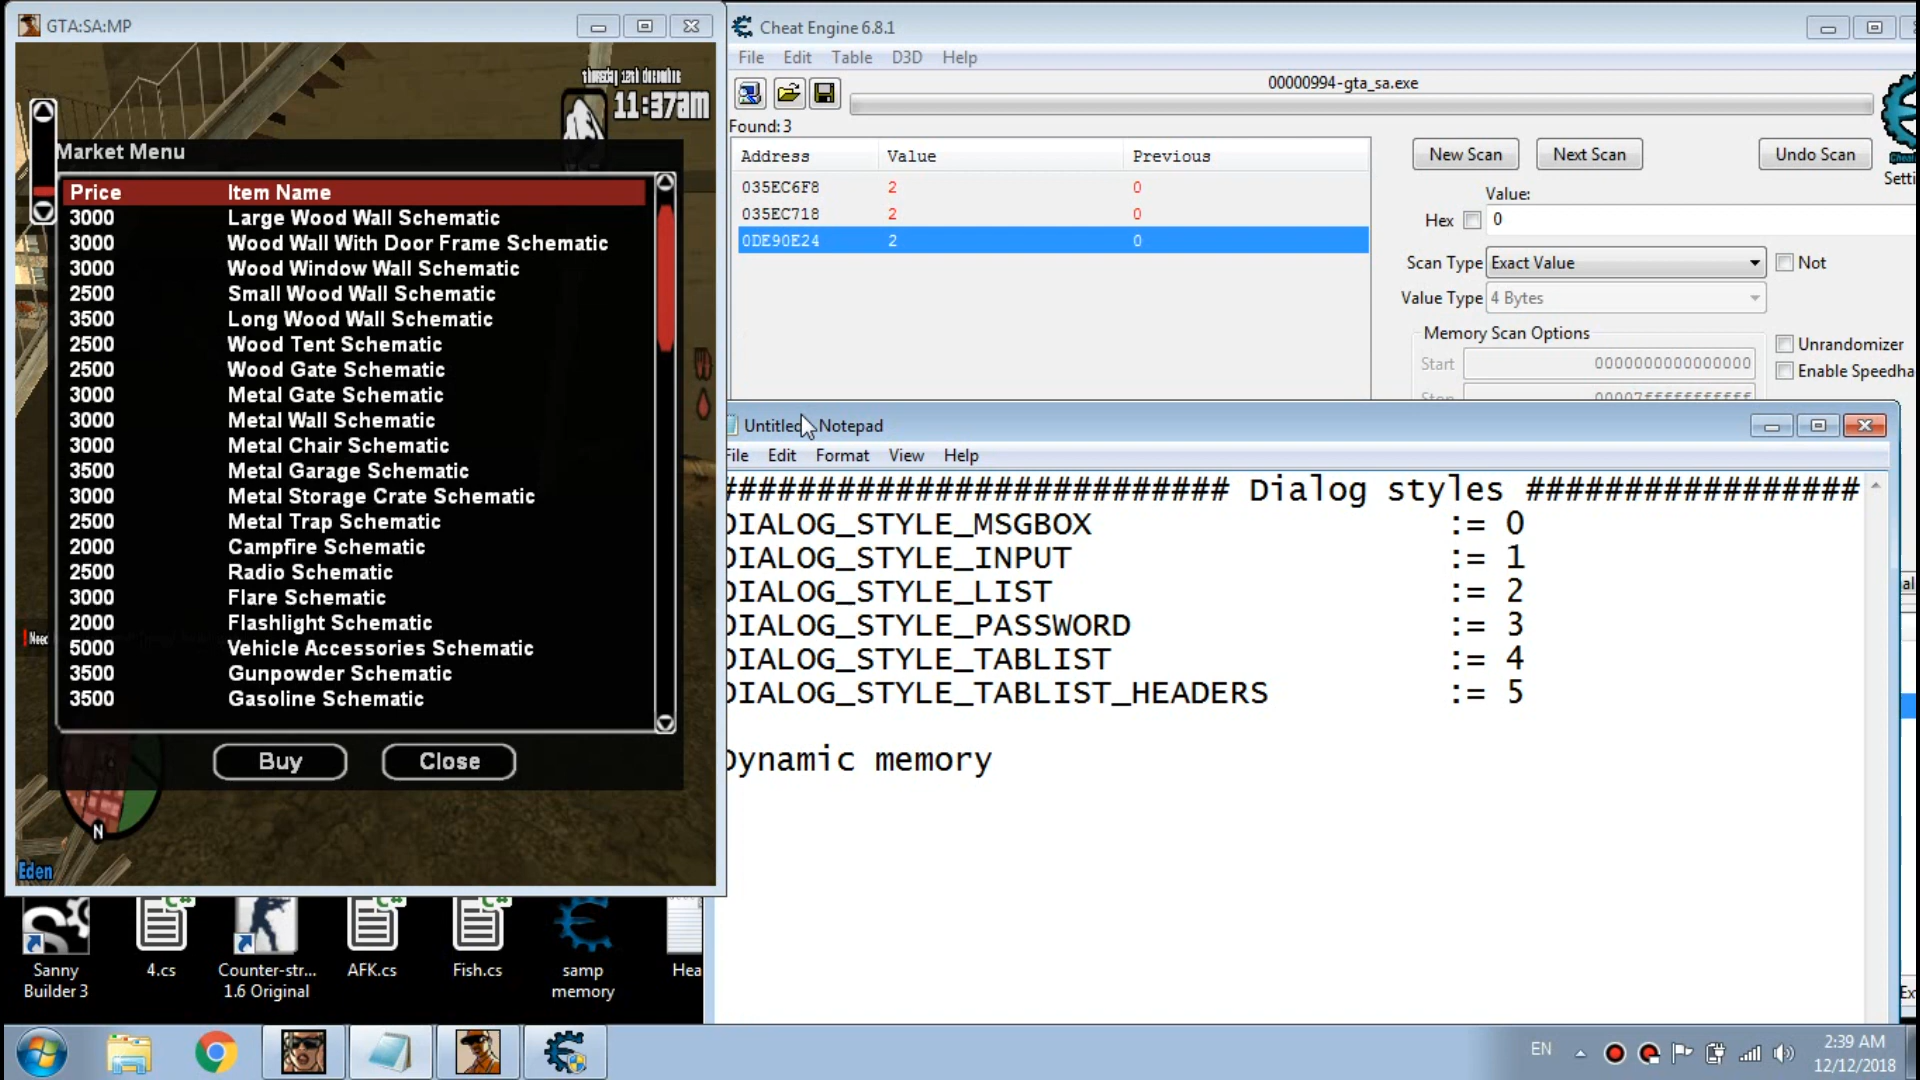 GTA:SA:MP
thursday 12th december
11:37am
Market Menu
Price Item Name
3000 Large Wood Wall Schematic
3000 Wood Wall With Door Frame Schematic
3000 Wood Window Wall Schematic
2500 Small Wood Wall Schematic
3500 Long Wood Wall Schematic
2500 Wood Tent Schematic
2500 Wood Gate Schematic
3000 Metal Gate Schematic
3000 Metal Wall Schematic
3000 Metal Chair Schematic
3500 Metal Garage Schematic
3000 Metal Storage Crate Schematic
2500 Metal Trap Schematic
2000 Campfire Schematic
2500 Radio Schematic
3000 Flare Schematic
2000 Flashlight Schematic
5000 Vehicle Accessories Schematic
3500 Gunpowder Schematic
3500 Gasoline Schematic
Buy Close
! Need
N
Eden
Cheat Engine 6.8.1
File Edit Table D3D Help
00000994-gta_sa.exe
Found:3
Address Value Previous
035EC6F8 2 0
035EC718 2 0
0DE90E24 2 0
New Scan Next Scan Undo Scan
Setti
Value:
Hex 0
Scan Type Exact Value Not
Value Type 4 Bytes
Memory Scan Options
Start 0000000000000000
Stop 00007fffffffffff
Unrandomizer
Enable Speedha
Untitled - Notepad
File Edit Format View Help
########################## Dialog styles #################
DIALOG_STYLE_MSGBOX := 0
DIALOG_STYLE_INPUT := 1
DIALOG_STYLE_LIST := 2
DIALOG_STYLE_PASSWORD := 3
DIALOG_STYLE_TABLIST := 4
DIALOG_STYLE_TABLIST_HEADERS := 5
Dynamic memory
al
Ex
Sanny
Builder 3
4.cs
Counter-str...
1.6 Original
AFK.cs
Fish.cs
samp
memory
Hea
EN
2:39 AM
12/12/2018